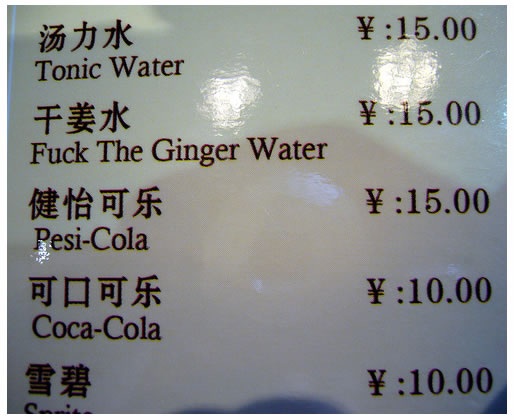 汤力水 ¥:15.00
Tonic Water
干姜水 ¥:15.00
Fuck The Ginger Water
健怡可乐 ¥:15.00
Pesi-Cola
可口可乐 ¥:10.00
Coca-Cola
雪碧 ¥:10.00
Sprite